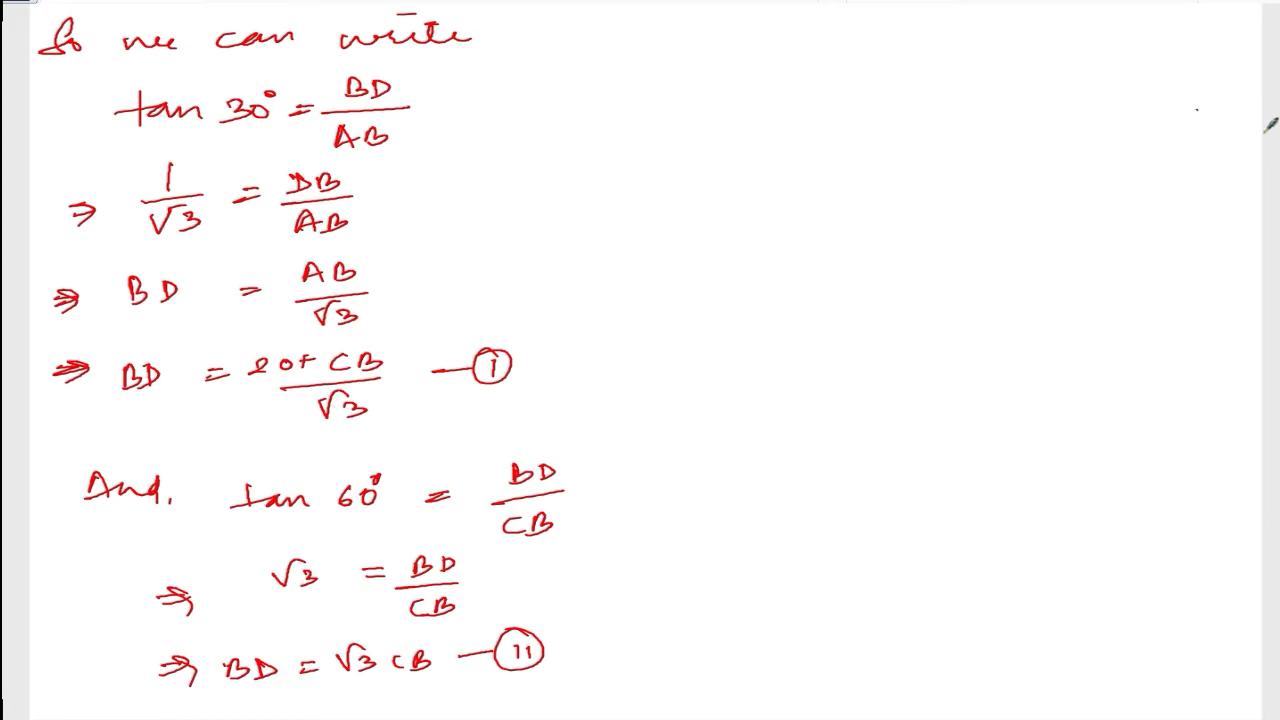 So we can write
tan 30° = BD/AB
⇒ 1/√3 = DB/AB
⇒ BD = AB/√3
⇒ BD = 20+CB/√3 — (i)
And, tan 60° = BD/CB
⇒ √3 = BD/CB
⇒ BD = √3 CB — (ii)